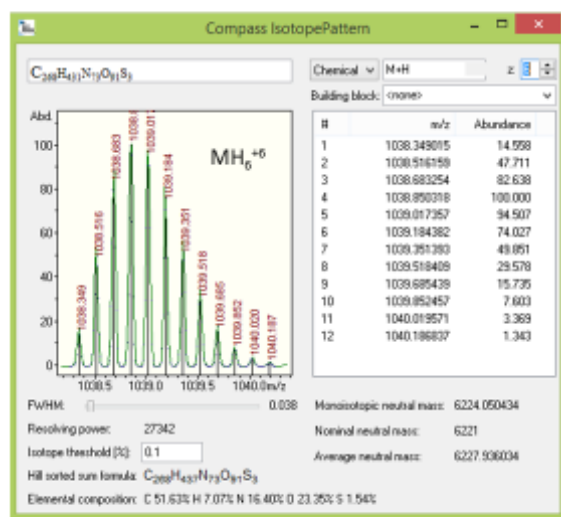 Compass IsotopePattern
C₂₆₈H₄₃₇N₇₃O₉₁S₃
Chemical M+H z:
Building block: <none>
Abd.
MH₆⁺⁶
100
80
60
40
20
0
1038.349
1038.516
1038.683
1039.017
1039.184
1039.351
1039.518
1039.685
1039.852
1040.020
1040.187
1038.5 1039.0 1039.5 1040.0 m/z
# m/z Abundance
1 1038.349015 14.558
2 1038.516159 47.711
3 1038.683254 82.638
4 1038.850318 100.000
5 1039.017357 94.507
6 1039.184382 74.027
7 1039.351393 49.851
8 1039.518409 29.578
9 1039.685439 15.735
10 1039.852457 7.603
11 1040.019571 3.369
12 1040.186837 1.343
FWHM: 0.038
Resolving power: 27342
Isotope threshold [%]: 0.1
Hill sorted sum formula: C₂₆₈H₄₃₇N₇₃O₉₁S₃
Elemental composition: C 51.63% H 7.07% N 16.40% O 23.35% S 1.54%
Monoisotopic neutral mass: 6224.050434
Nominal neutral mass: 6221
Average neutral mass: 6227.936034